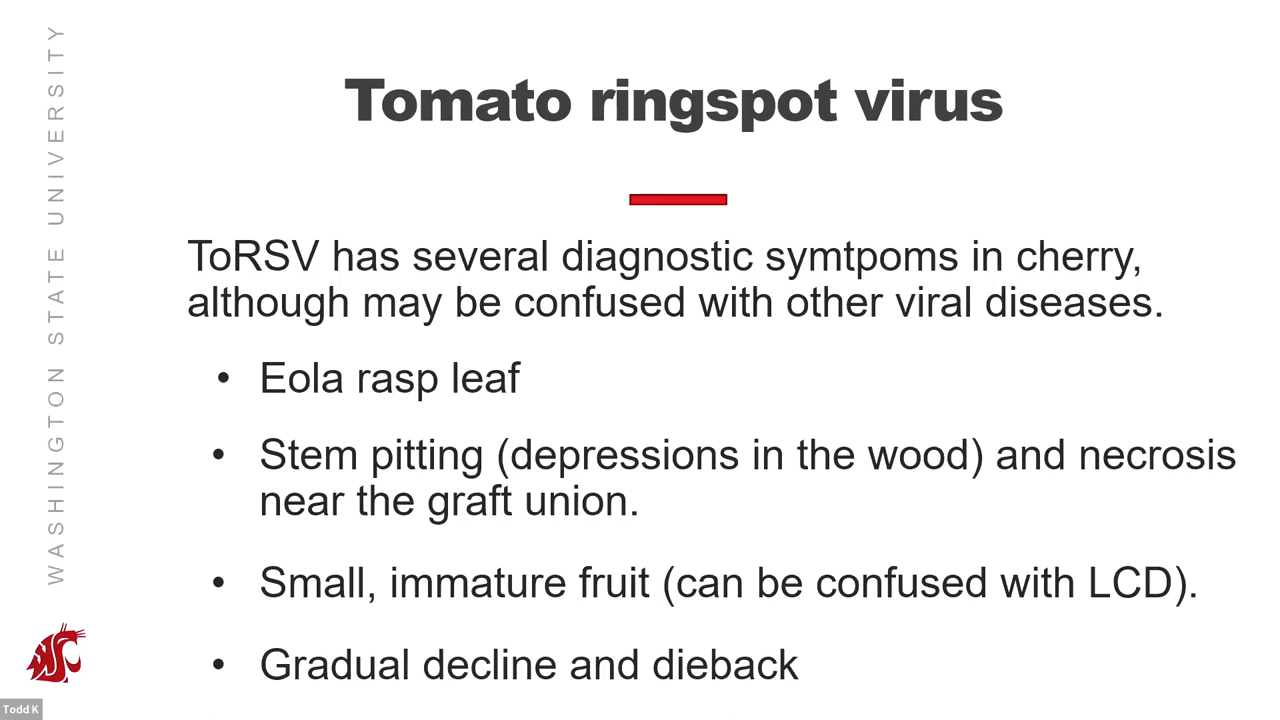 WASHINGTON STATE UNIVERSITY
Tomato ringspot virus
ToRSV has several diagnostic symtpoms in cherry,
although may be confused with other viral diseases.
• Eola rasp leaf
• Stem pitting (depressions in the wood) and necrosis
near the graft union.
• Small, immature fruit (can be confused with LCD).
• Gradual decline and dieback
Todd K